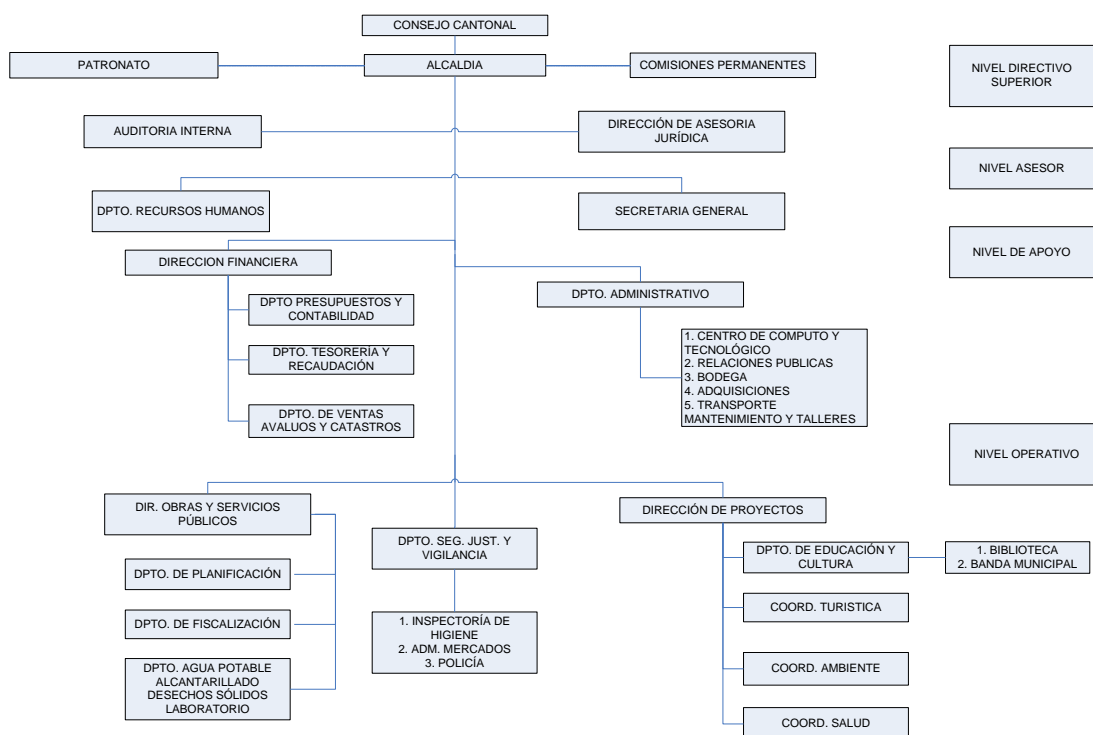 CONSEJO CANTONAL
PATRONATO
ALCALDIA
COMISIONES PERMANENTES
NIVEL DIRECTIVO
SUPERIOR
AUDITORIA INTERNA
DIRECCIÓN DE ASESORIA
JURÍDICA
NIVEL ASESOR
DPTO. RECURSOS HUMANOS
SECRETARIA GENERAL
NIVEL DE APOYO
DIRECCION FINANCIERA
DPTO. ADMINISTRATIVO
DPTO PRESUPUESTOS Y
CONTABILIDAD
DPTO. TESORERÍA Y
RECAUDACIÓN
DPTO. DE VENTAS
AVALUOS Y CATASTROS
1. CENTRO DE COMPUTO Y
TECNOLÓGICO
2. RELACIONES PUBLICAS
3. BODEGA
4. ADQUISICIONES
5. TRANSPORTE
MANTENIMIENTO Y TALLERES
NIVEL OPERATIVO
DIR. OBRAS Y SERVICIOS
PÚBLICOS
DIRECCIÓN DE PROYECTOS
DPTO. SEG. JUST. Y
VIGILANCIA
DPTO. DE EDUCACIÓN Y
CULTURA
1. BIBLIOTECA
2. BANDA MUNICIPAL
DPTO. DE PLANIFICACIÓN
COORD. TURISTICA
DPTO. DE FISCALIZACIÓN
1. INSPECTORÍA DE
HIGIENE
2. ADM. MERCADOS
3. POLICÍA
COORD. AMBIENTE
DPTO. AGUA POTABLE
ALCANTARILLADO
DESECHOS SÓLIDOS
LABORATORIO
COORD. SALUD